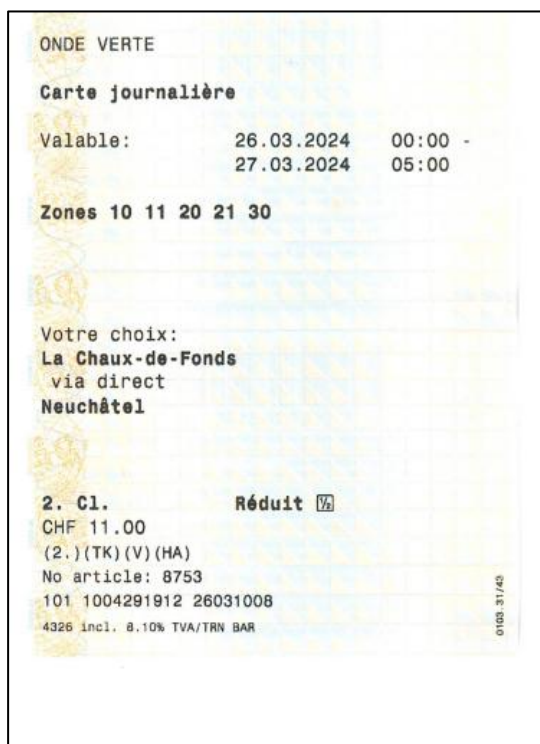 ONDE VERTE
Carte journalière
Valable: 26.03.2024 00:00 -
27.03.2024 05:00
Zones 10 11 20 21 30
Votre choix:
La Chaux-de-Fonds
via direct
Neuchâtel
2. Cl. Réduit ½
CHF 11.00
(2.)(TK)(V)(HA)
No article: 8753
101 1004291912 26031008
4326 incl. 8.10% TVA/TRN BAR
0103. 31/43